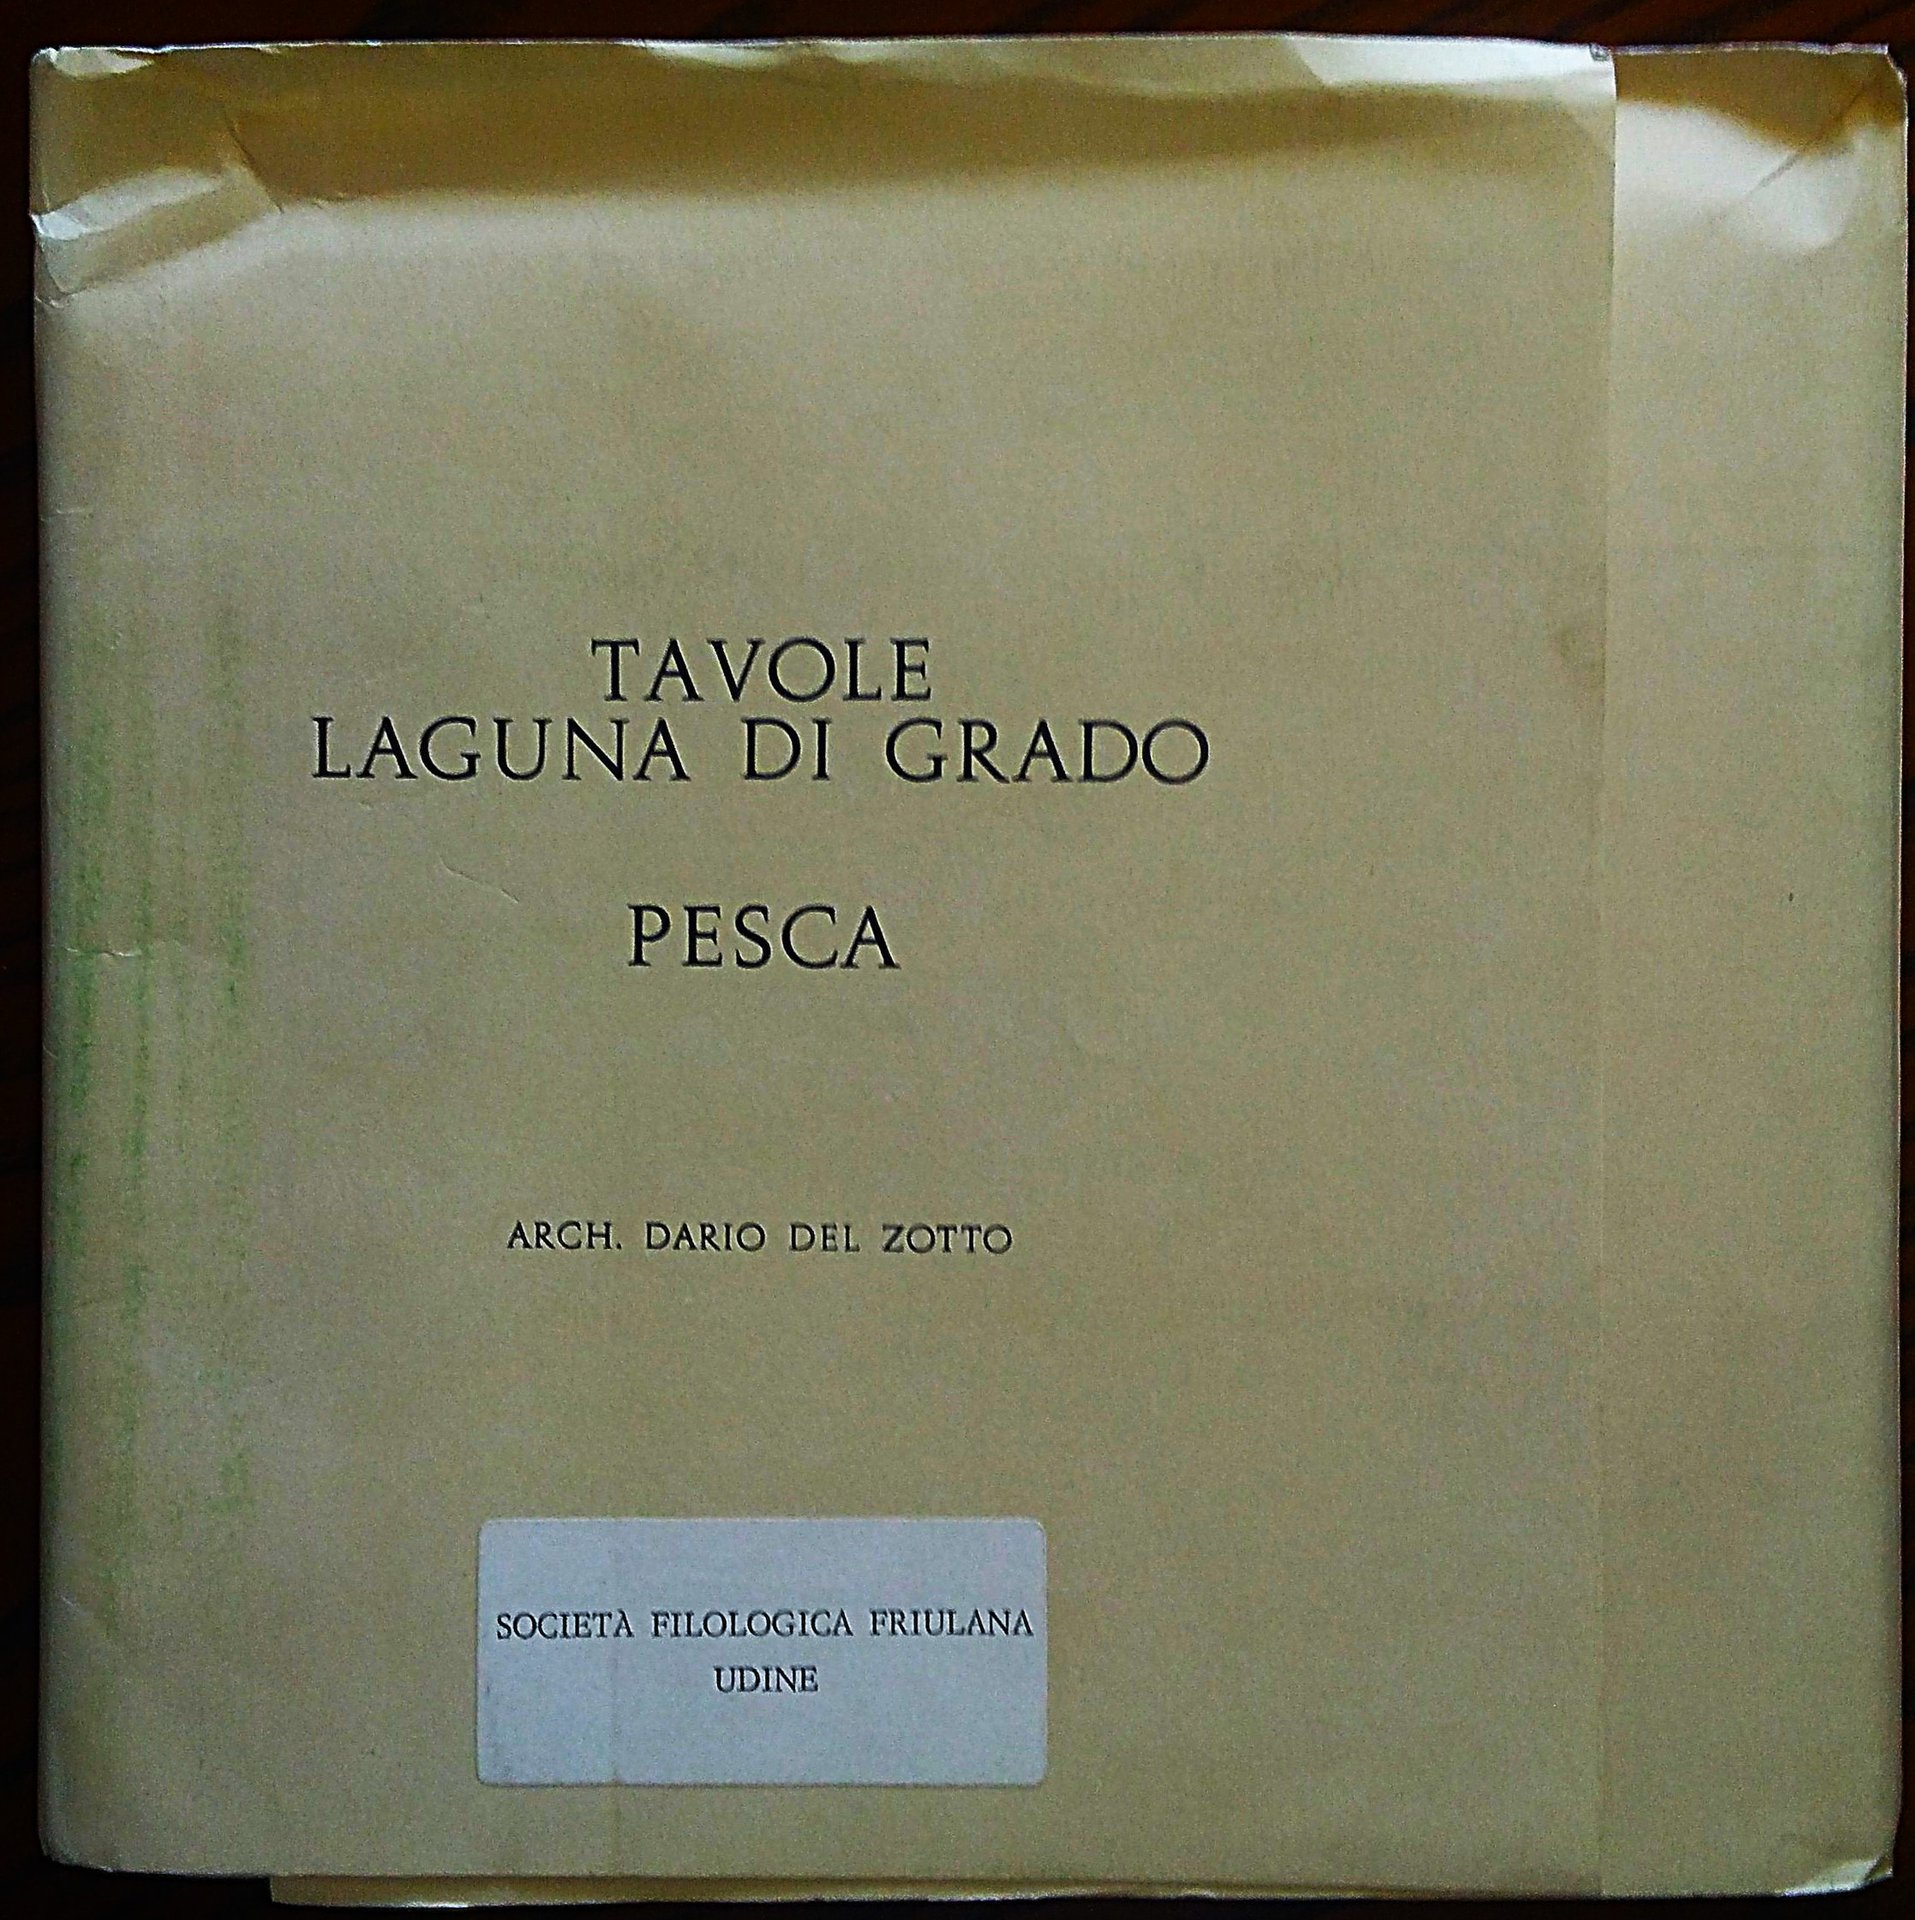 TAVOLE
LAGUNA DI GRADO
PESCA
ARCH. DARIO DEL ZOTTO
SOCIETÀ FILOLOGICA FRIULANA
UDINE